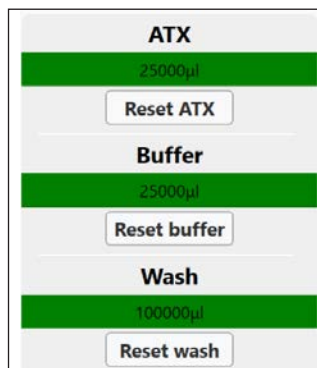 ATX
25000µl
Reset ATX
Buffer
25000µl
Reset buffer
Wash
100000µl
Reset wash